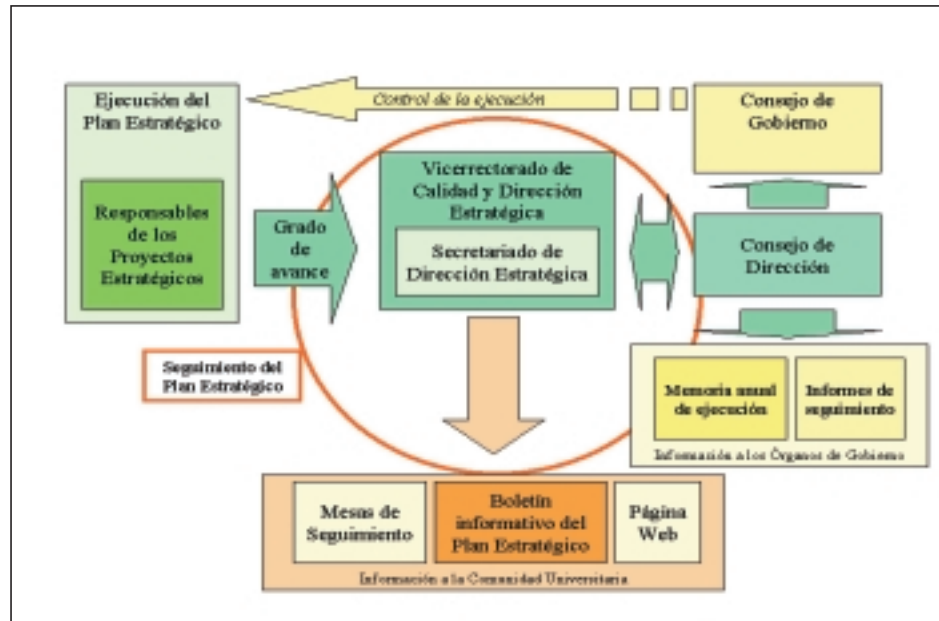 Ejecución del
Plan Estratégico
Responsables
de los
Proyectos
Estratégicos
Control de la ejecución
Consejo de
Gobierno
Grado
de
avance
Vicerrectorado de
Calidad y Dirección
Estratégica
Secretariado de
Dirección Estratégica
Consejo de
Dirección
Seguimiento del
Plan Estratégico
Memoria anual
de ejecución
Informes de
seguimiento
Información a los Órganos de Gobierno
Mesas de
Seguimiento
Boletín
informativo del
Plan Estratégico
Página
Web
Información a la Comunidad Universitaria